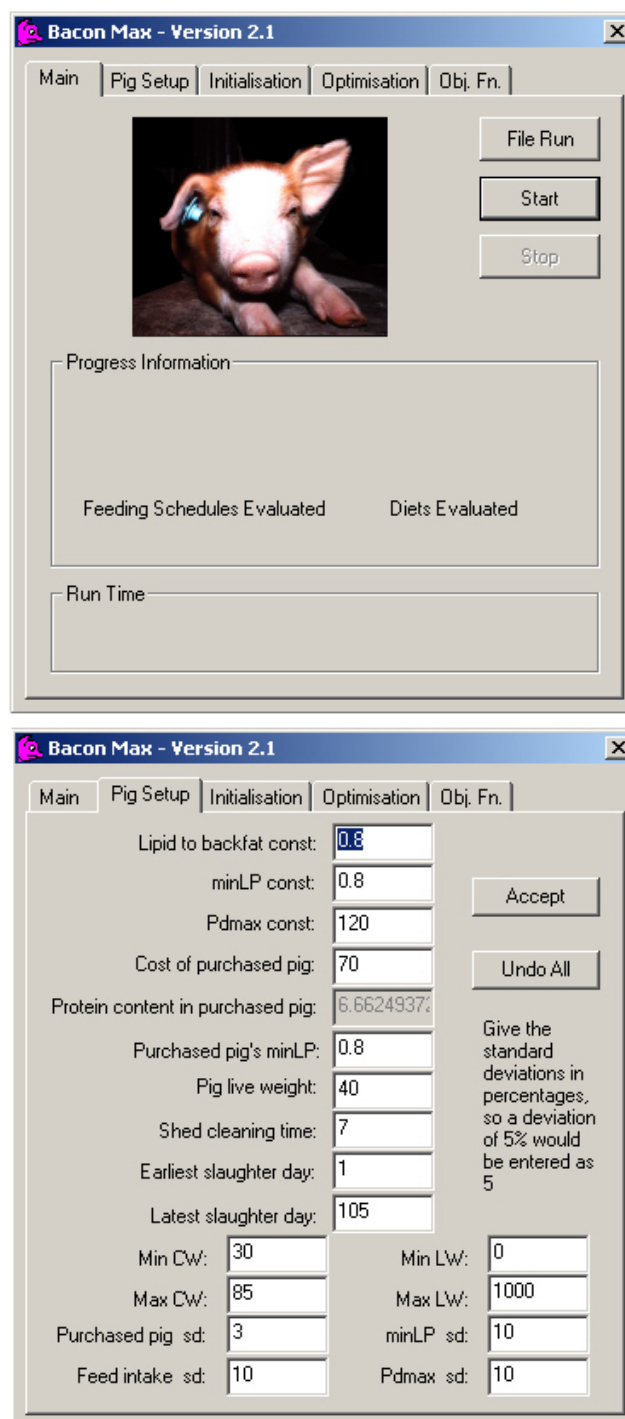 Bacon Max - Version 2.1
Main Pig Setup Initialisation Optimisation Obj. Fn.
File Run
Start
Stop
Progress Information
Feeding Schedules Evaluated Diets Evaluated
Run Time
Bacon Max - Version 2.1
Main Pig Setup Initialisation Optimisation Obj. Fn.
Lipid to backfat const: 0.8
minLP const: 0.8
Accept
Pdmax const: 120
Cost of purchased pig: 70
Undo All
Protein content in purchased pig: 6.66249372
Purchased pig's minLP: 0.8
Pig live weight: 40
Shed cleaning time: 7
Earliest slaughter day: 1
Latest slaughter day: 105
Give the
standard
deviations in
percentages,
so a deviation
of 5% would
be entered as
5
Min CW: 30 Min LW: 0
Max CW: 85 Max LW: 1000
Purchased pig sd: 3 minLP sd: 10
Feed intake sd: 10 Pdmax sd: 10